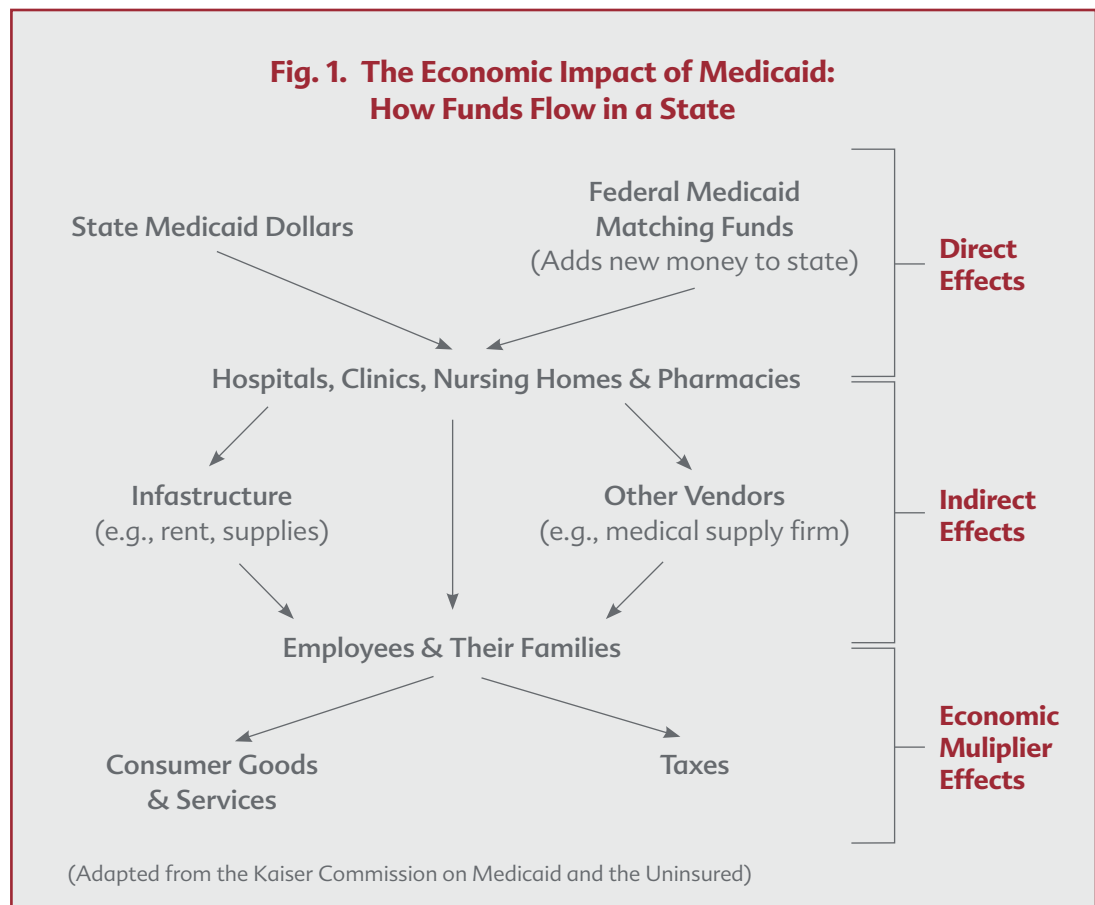 Fig. 1. The Economic Impact of Medicaid:
How Funds Flow in a State
State Medicaid Dollars
Federal Medicaid
Matching Funds
(Adds new money to state)
Direct
Effects
Hospitals, Clinics, Nursing Homes & Pharmacies
Infastructure
(e.g., rent, supplies)
Other Vendors
(e.g., medical supply firm)
Indirect
Effects
Employees & Their Families
Consumer Goods
& Services
Taxes
Economic
Muliplier
Effects
(Adapted from the Kaiser Commission on Medicaid and the Uninsured)